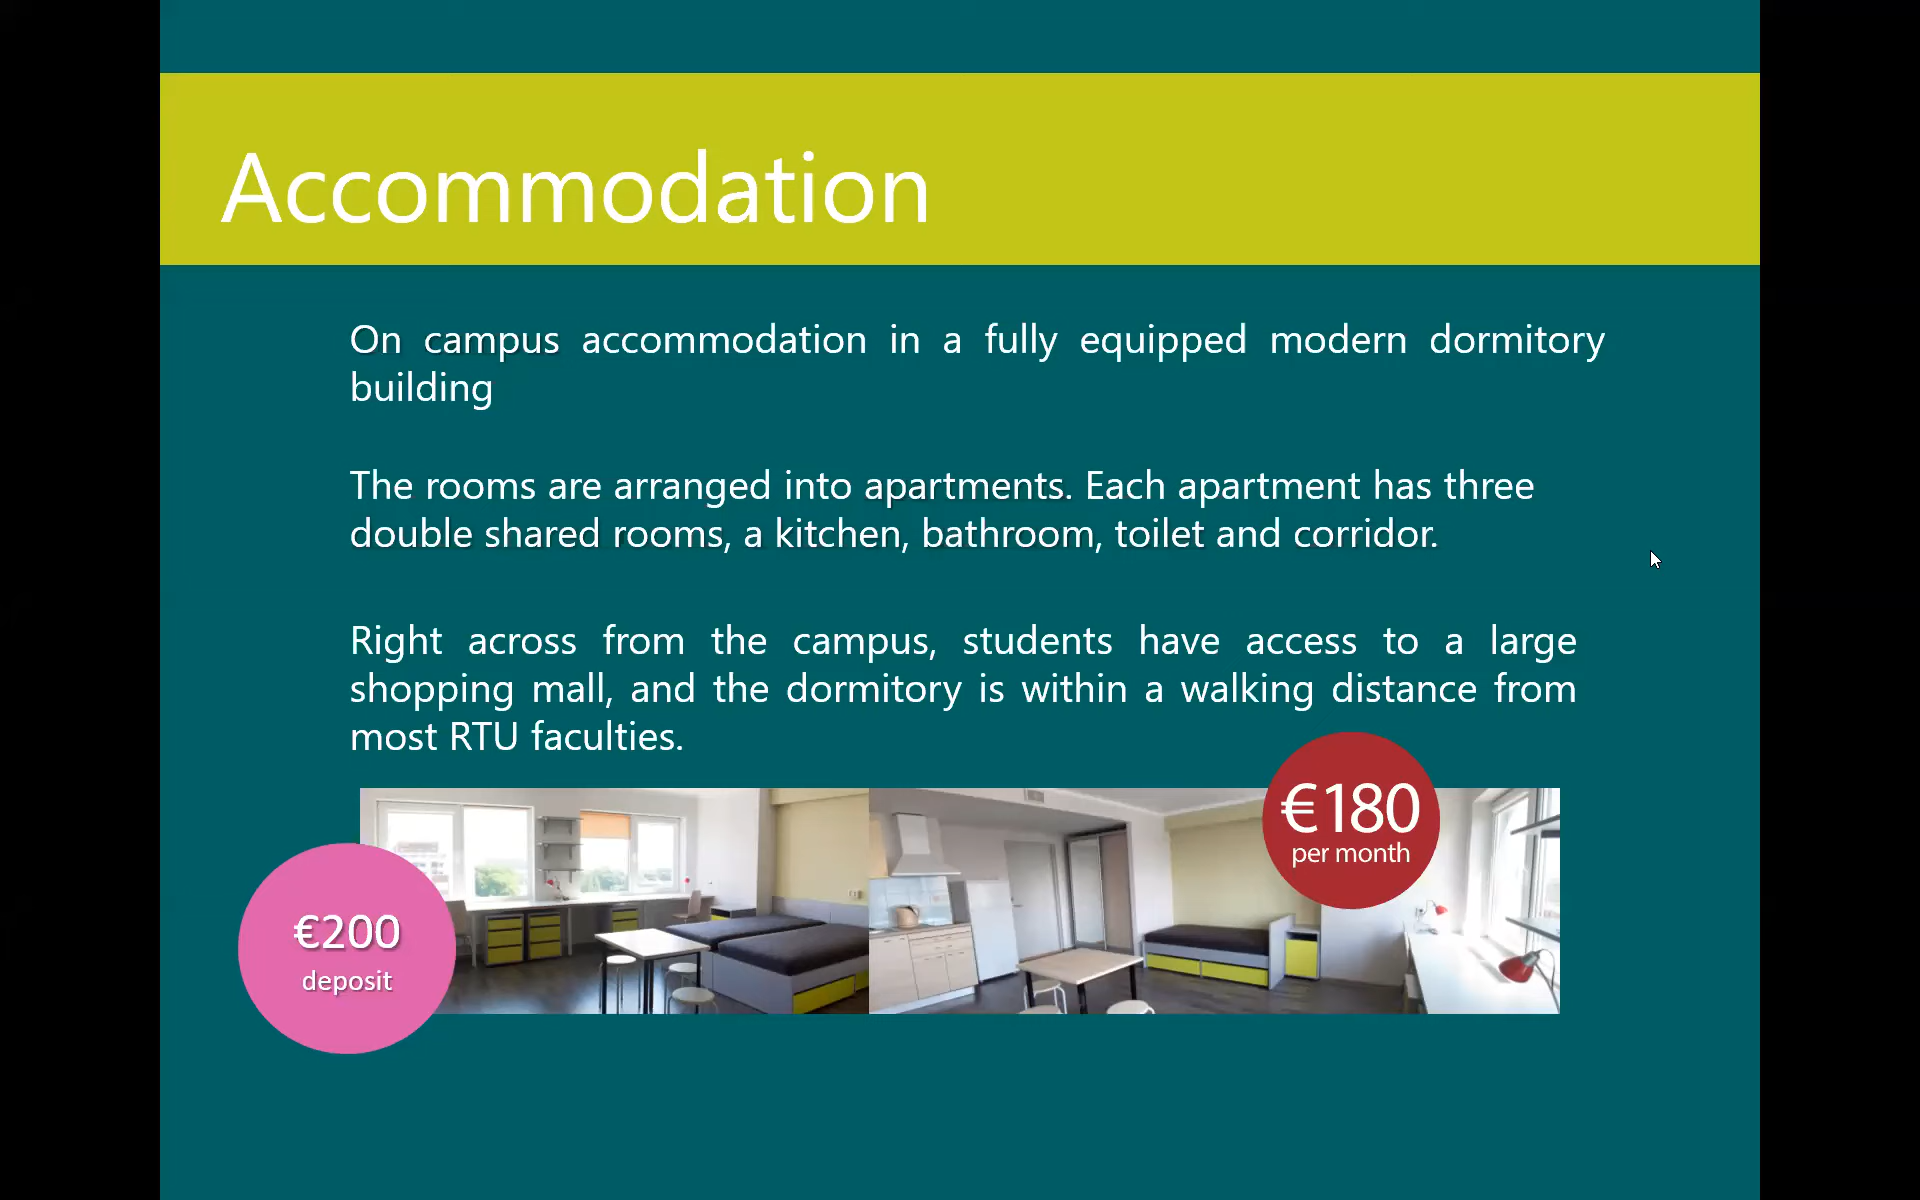 Accommodation
On campus accommodation in a fully equipped modern dormitory
building
The rooms are arranged into apartments. Each apartment has three
double shared rooms, a kitchen, bathroom, toilet and corridor.
Right across from the campus, students have access to a large
shopping mall, and the dormitory is within a walking distance from
most RTU faculties.
€180
per month
€200
deposit